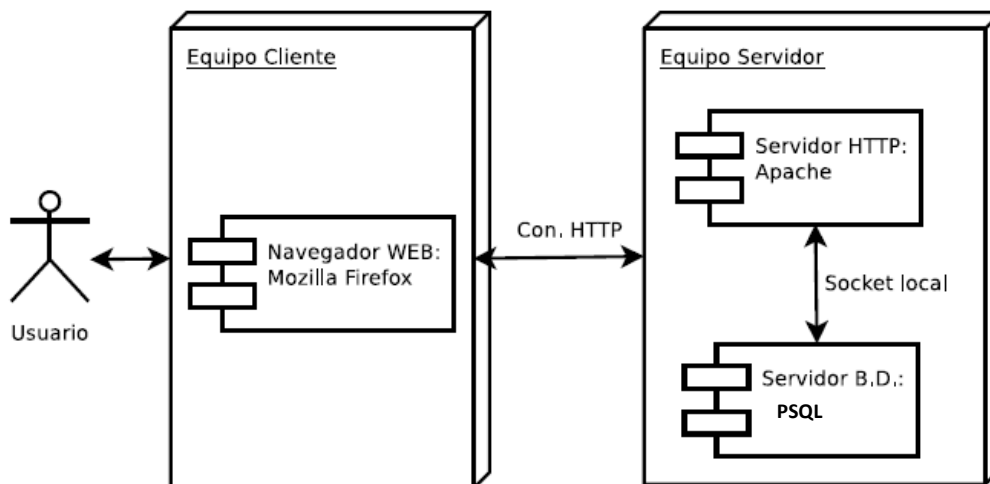 Equipo Cliente
Navegador WEB:
Mozilla Firefox
Usuario
Con. HTTP
Equipo Servidor
Servidor HTTP:
Apache
Socket local
Servidor B.D.:
PSQL